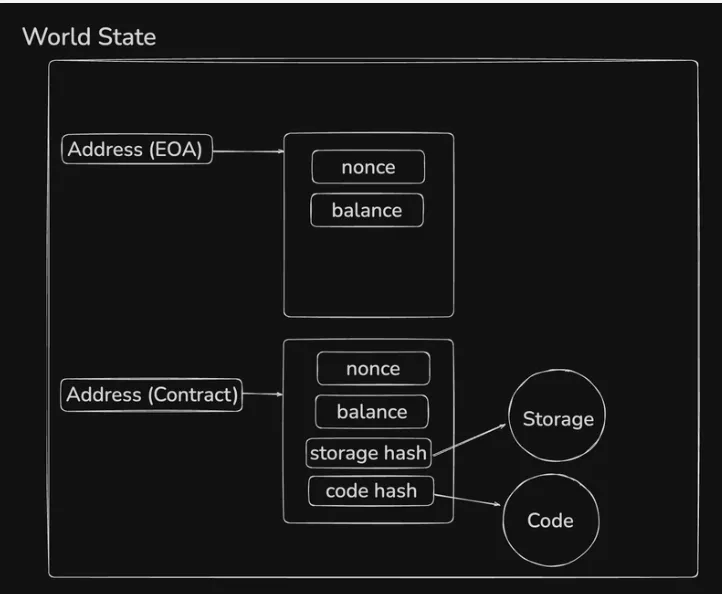 World State
Address (EOA)
nonce
balance
Address (Contract)
nonce
balance
storage hash
code hash
Storage
Code